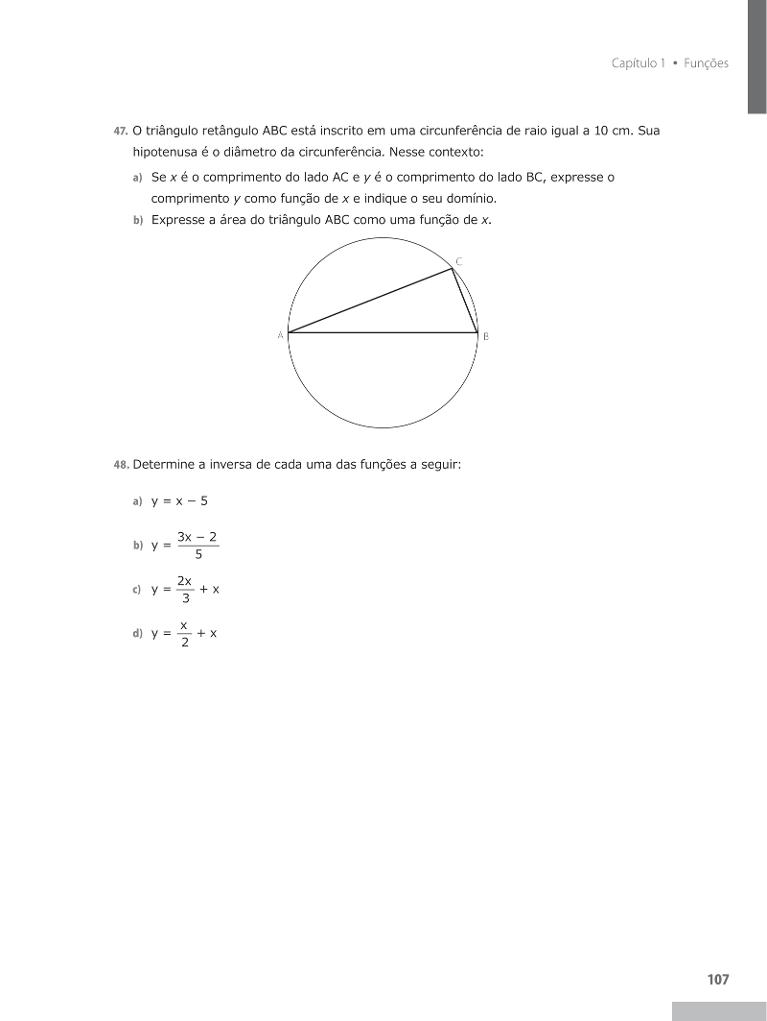 Capítulo 1 • Funções
47. O triângulo retângulo ABC está inscrito em uma circunferência de raio igual a 10 cm. Sua
hipotenusa é o diâmetro da circunferência. Nesse contexto:
a) Se x é o comprimento do lado AC e y é o comprimento do lado BC, expresse o
comprimento y como função de x e indique o seu domínio.
b) Expresse a área do triângulo ABC como uma função de x.
C
A
B
48. Determine a inversa de cada uma das funções a seguir:
a) y = x − 5
b) y = (3x − 2)/5
c) y = 2x/3 + x
d) y = x/2 + x
107